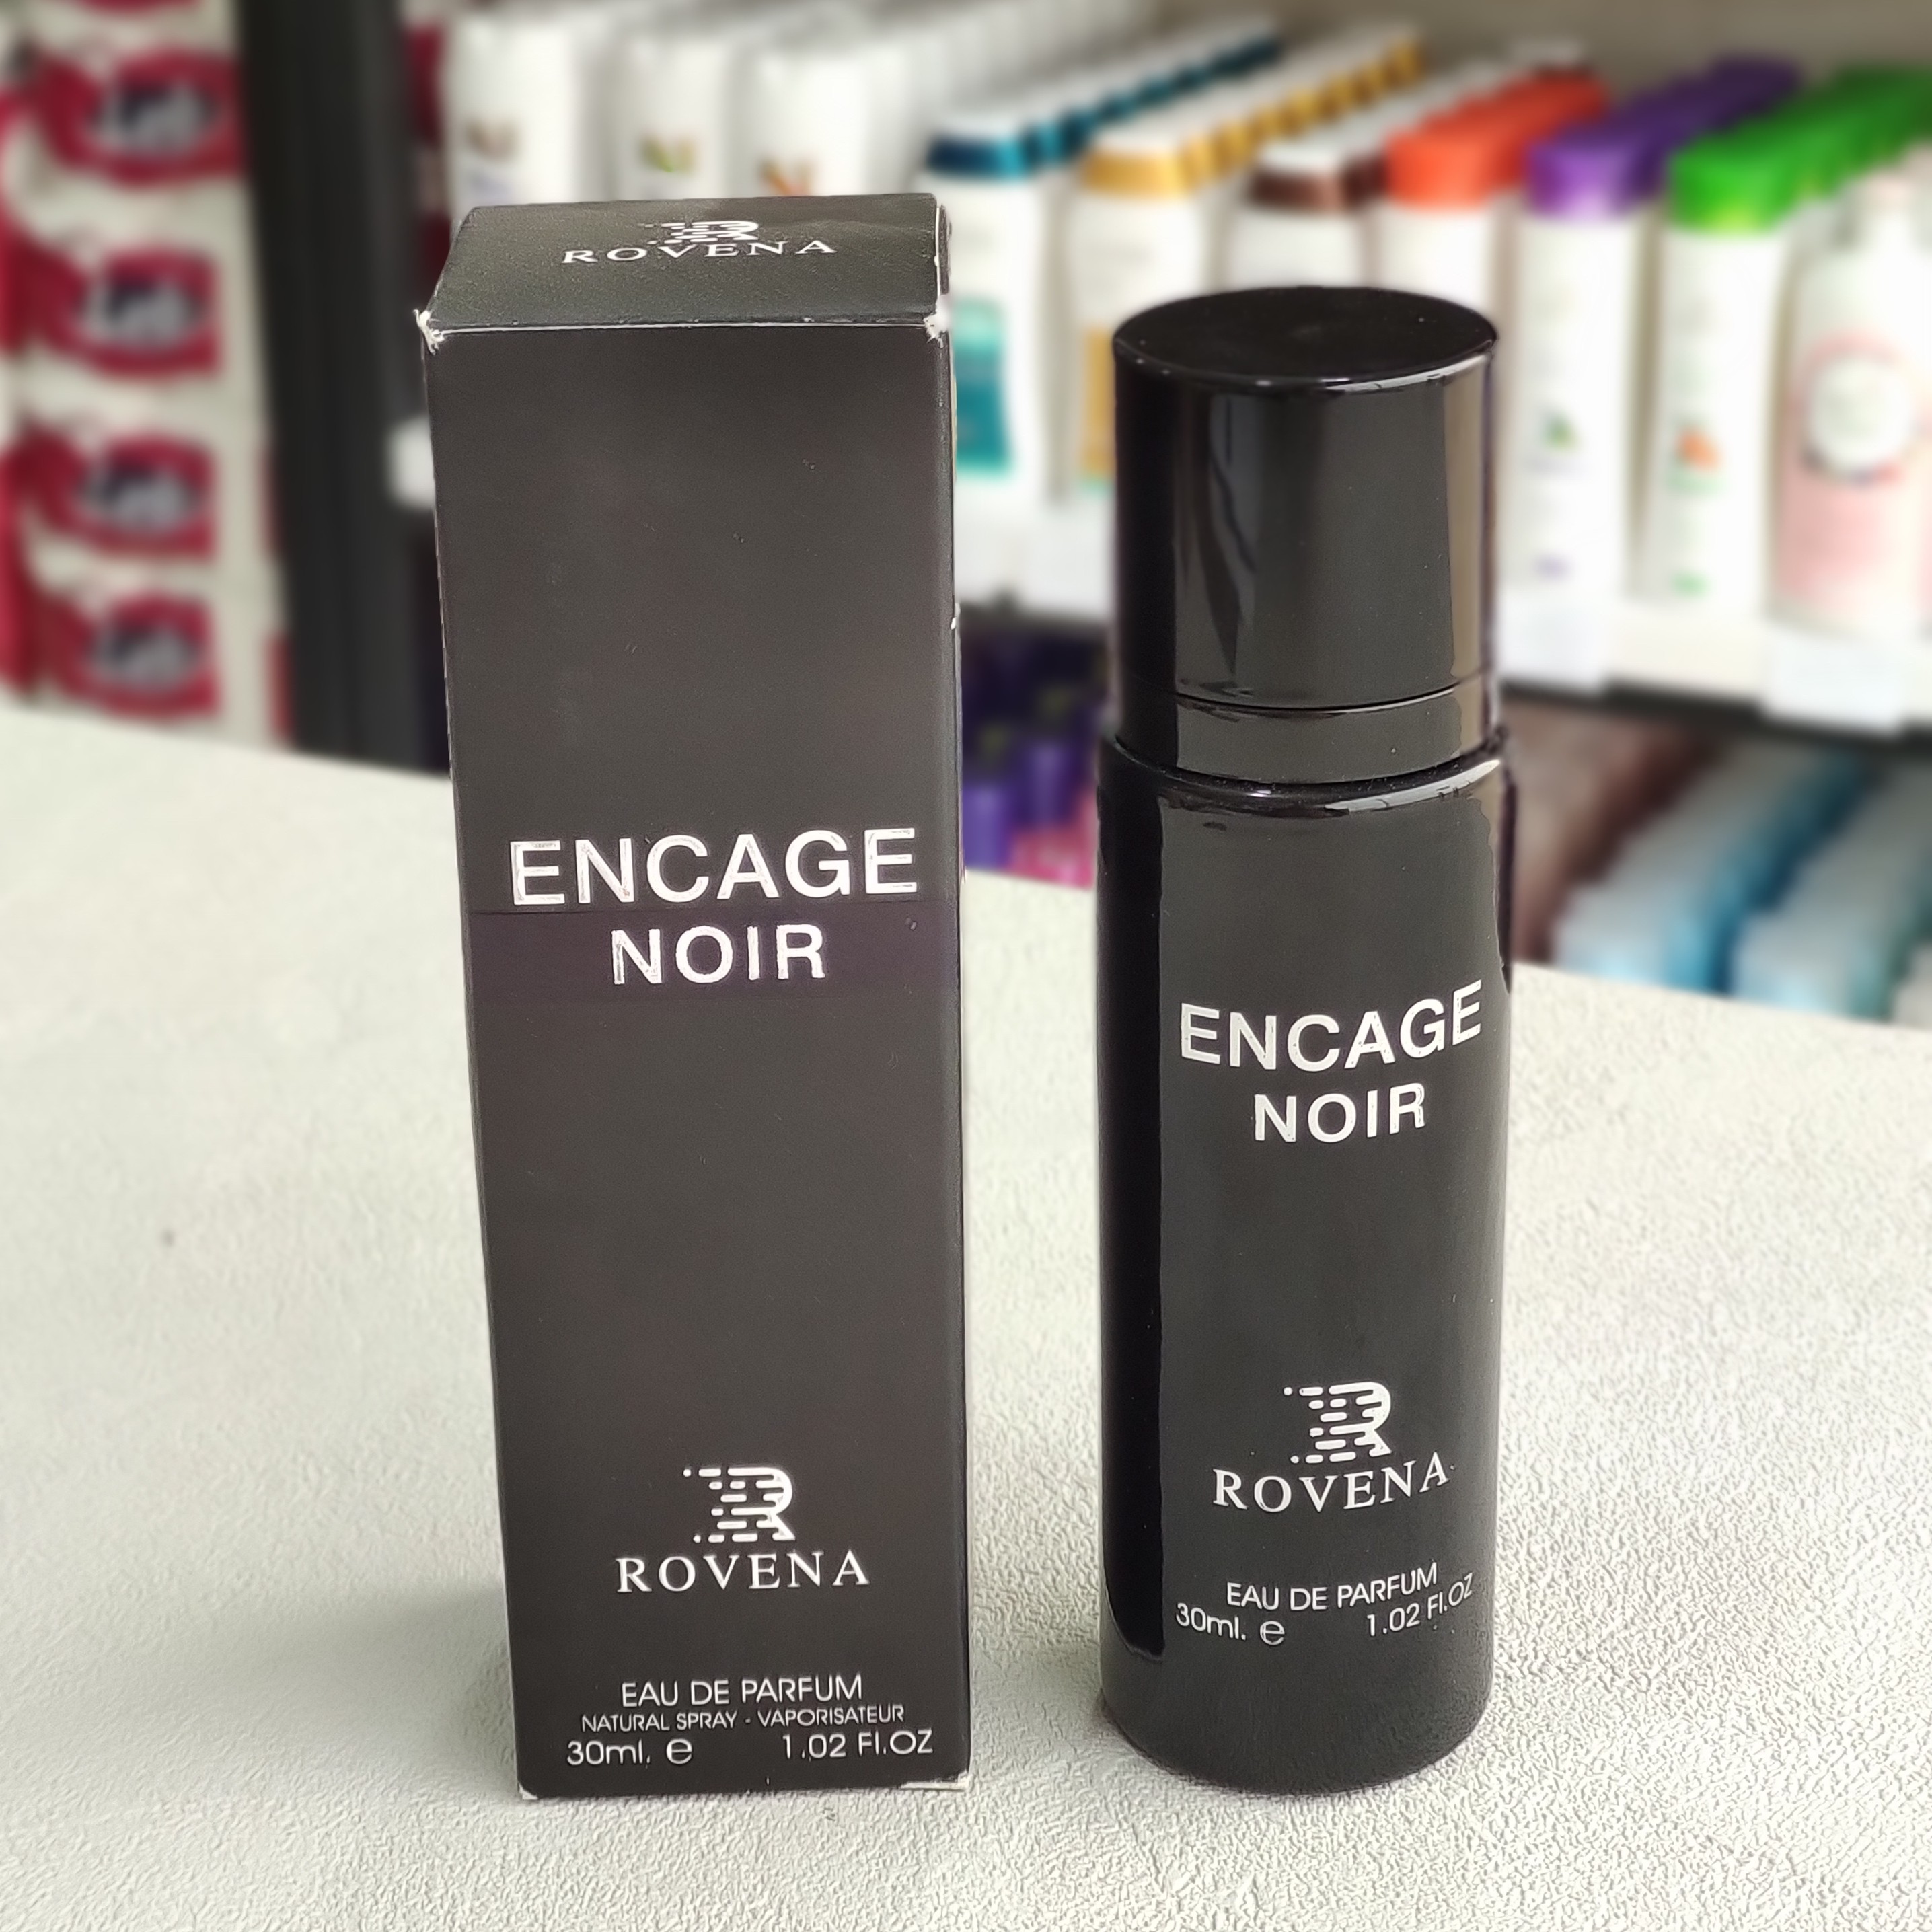 ROVENA
ENCAGE
NOIR
ROVENA
EAU DE PARFUM
NATURAL SPRAY - VAPORISATEUR
30ml. e 1.02 Fl.OZ
ENCAGE
NOIR
ROVENA
EAU DE PARFUM
30ml. e 1.02 Fl.OZ